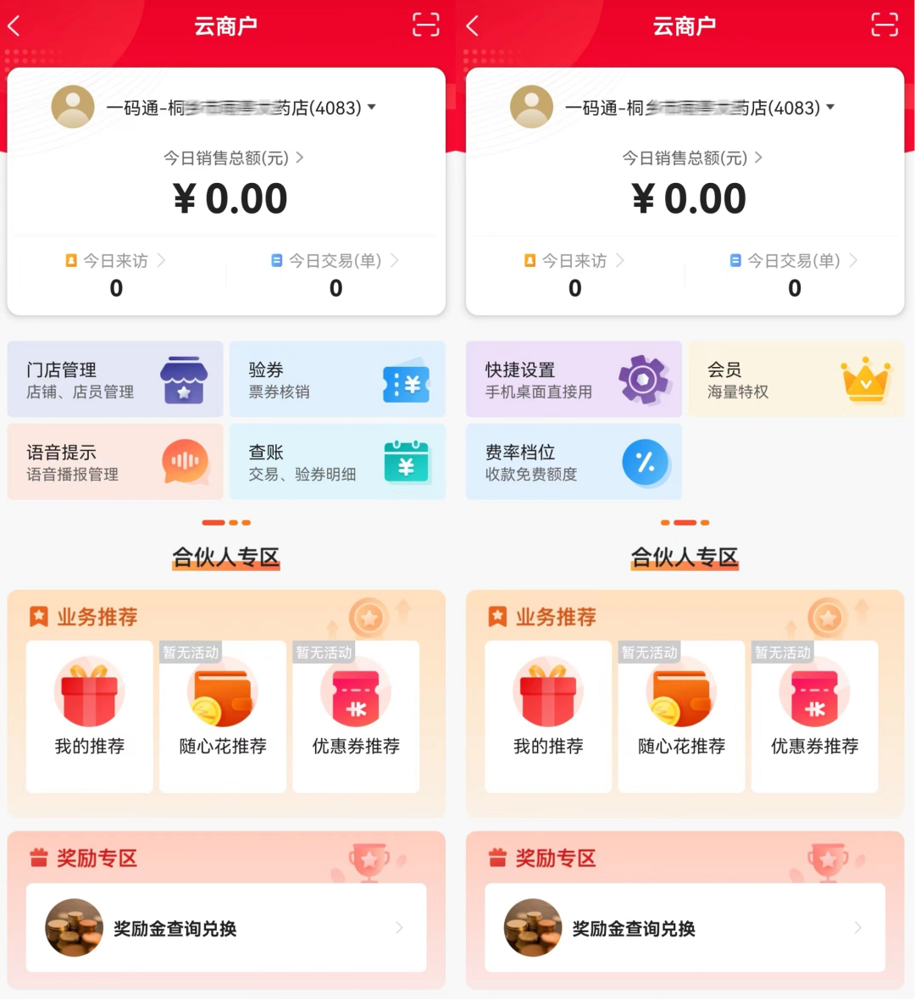 云商户
一码通-桐 药店(4083)
今日销售总额(元)
¥ 0.00
今日来访
今日交易(单)
0
0
门店管理
店铺、店员管理
验券
票券核销
语音提示
语音播报管理
查账
交易、验券明细
合伙人专区
业务推荐
暂无活动
暂无活动
我的推荐
随心花推荐
优惠券推荐
奖励专区
奖励金查询兑换
云商户
一码通-桐 药店(4083)
今日销售总额(元)
¥ 0.00
今日来访
今日交易(单)
0
0
快捷设置
手机桌面直接用
会员
海量特权
费率档位
收款免费额度
合伙人专区
业务推荐
暂无活动
暂无活动
我的推荐
随心花推荐
优惠券推荐
奖励专区
奖励金查询兑换